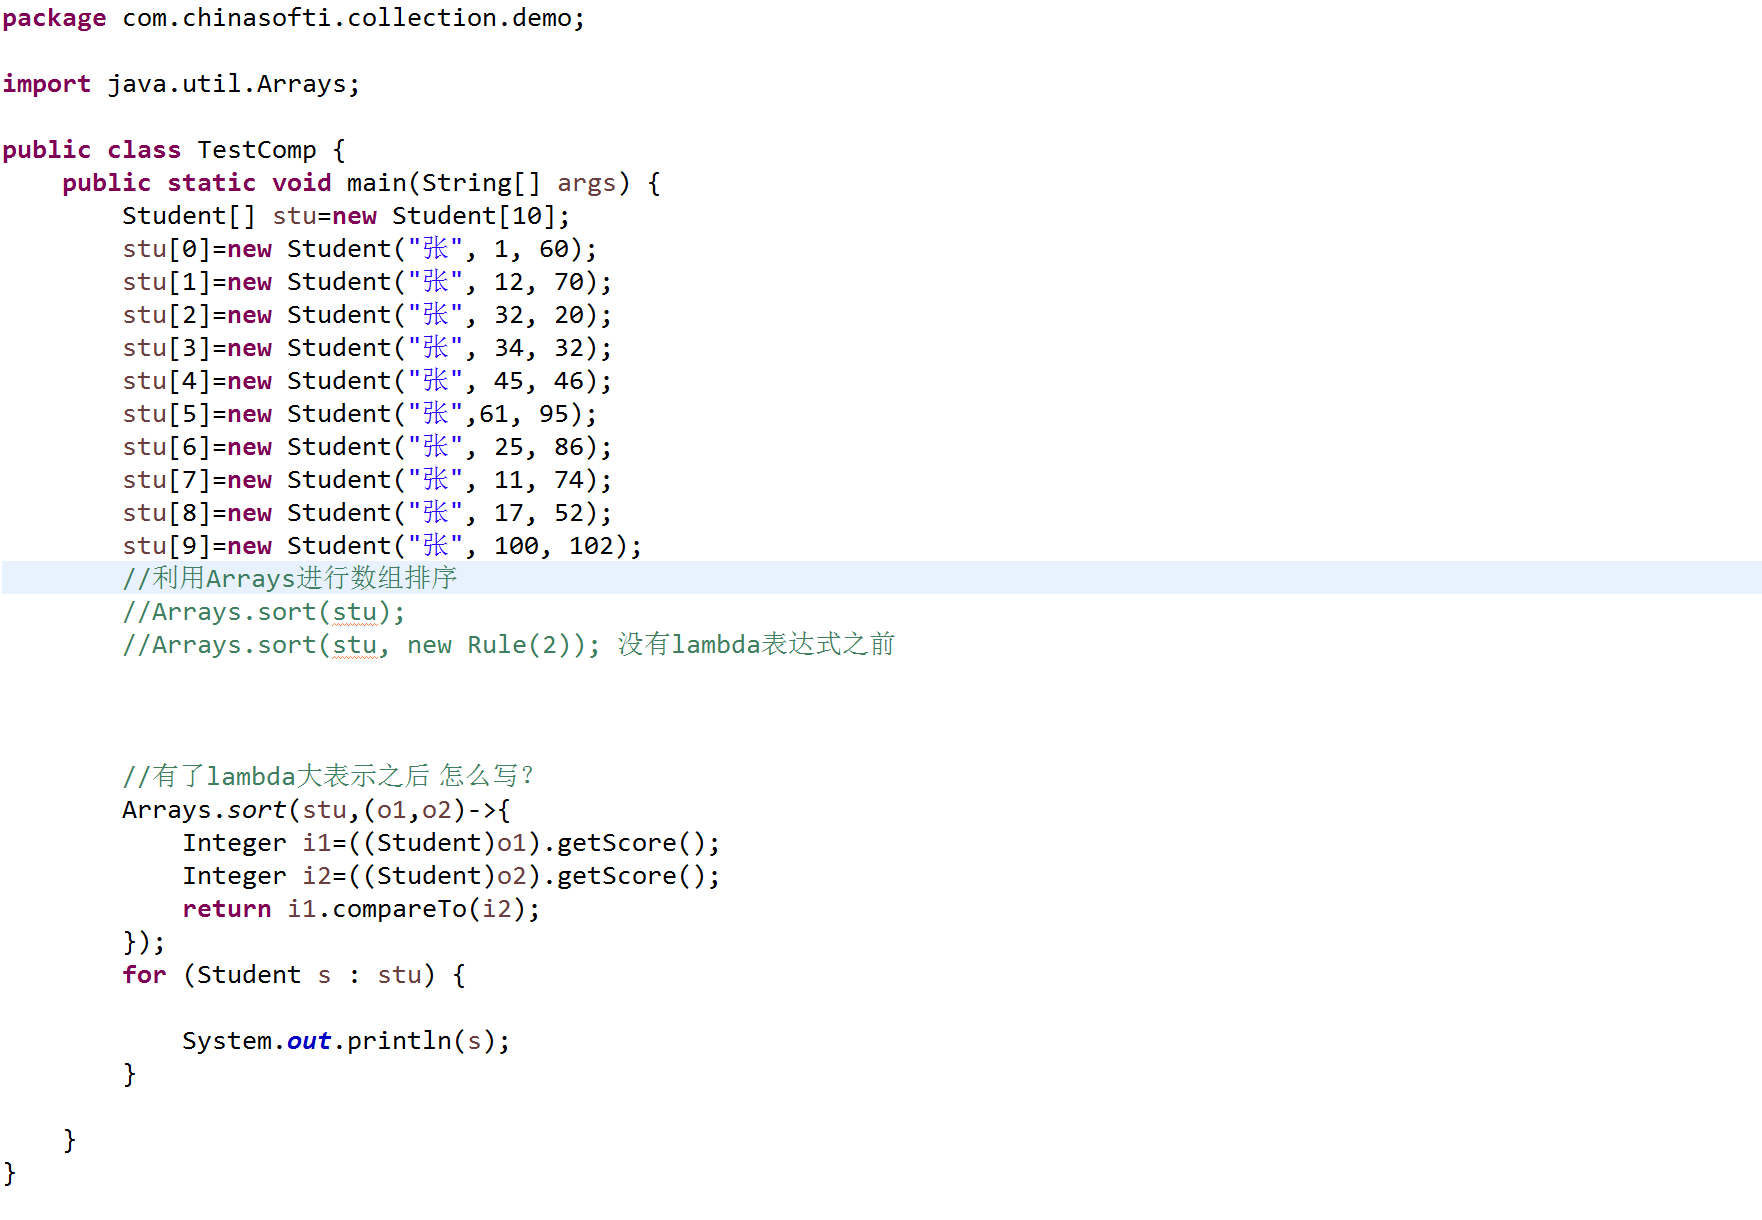 package com.chinasofti.collection.demo;
import java.util.Arrays;
public class TestComp {
public static void main(String[] args) {
Student[] stu=new Student[10];
stu[0]=new Student("张", 1, 60);
stu[1]=new Student("张", 12, 70);
stu[2]=new Student("张", 32, 20);
stu[3]=new Student("张", 34, 32);
stu[4]=new Student("张", 45, 46);
stu[5]=new Student("张",61, 95);
stu[6]=new Student("张", 25, 86);
stu[7]=new Student("张", 11, 74);
stu[8]=new Student("张", 17, 52);
stu[9]=new Student("张", 100, 102);
//利用Arrays进行数组排序
//Arrays.sort(stu);
//Arrays.sort(stu, new Rule(2)); 没有lambda表达式之前
//有了lambda大表示之后 怎么写?
Arrays.sort(stu,(o1,o2)->{
Integer i1=((Student)o1).getScore();
Integer i2=((Student)o2).getScore();
return i1.compareTo(i2);
});
for (Student s : stu) {
System.out.println(s);
}
}
}